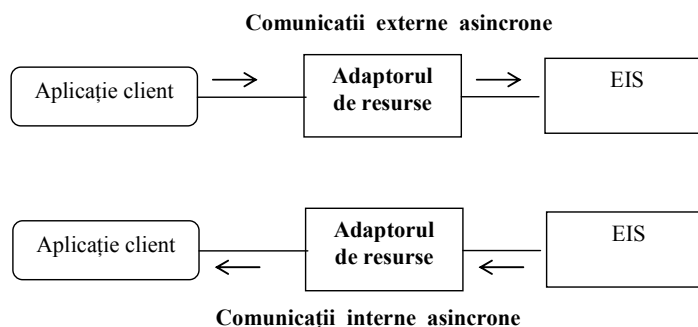 Comunicatii externe asincrone
Aplicație client
Adaptorul
de resurse
EIS
Aplicație client
Adaptorul
de resurse
EIS
Comunicații interne asincrone